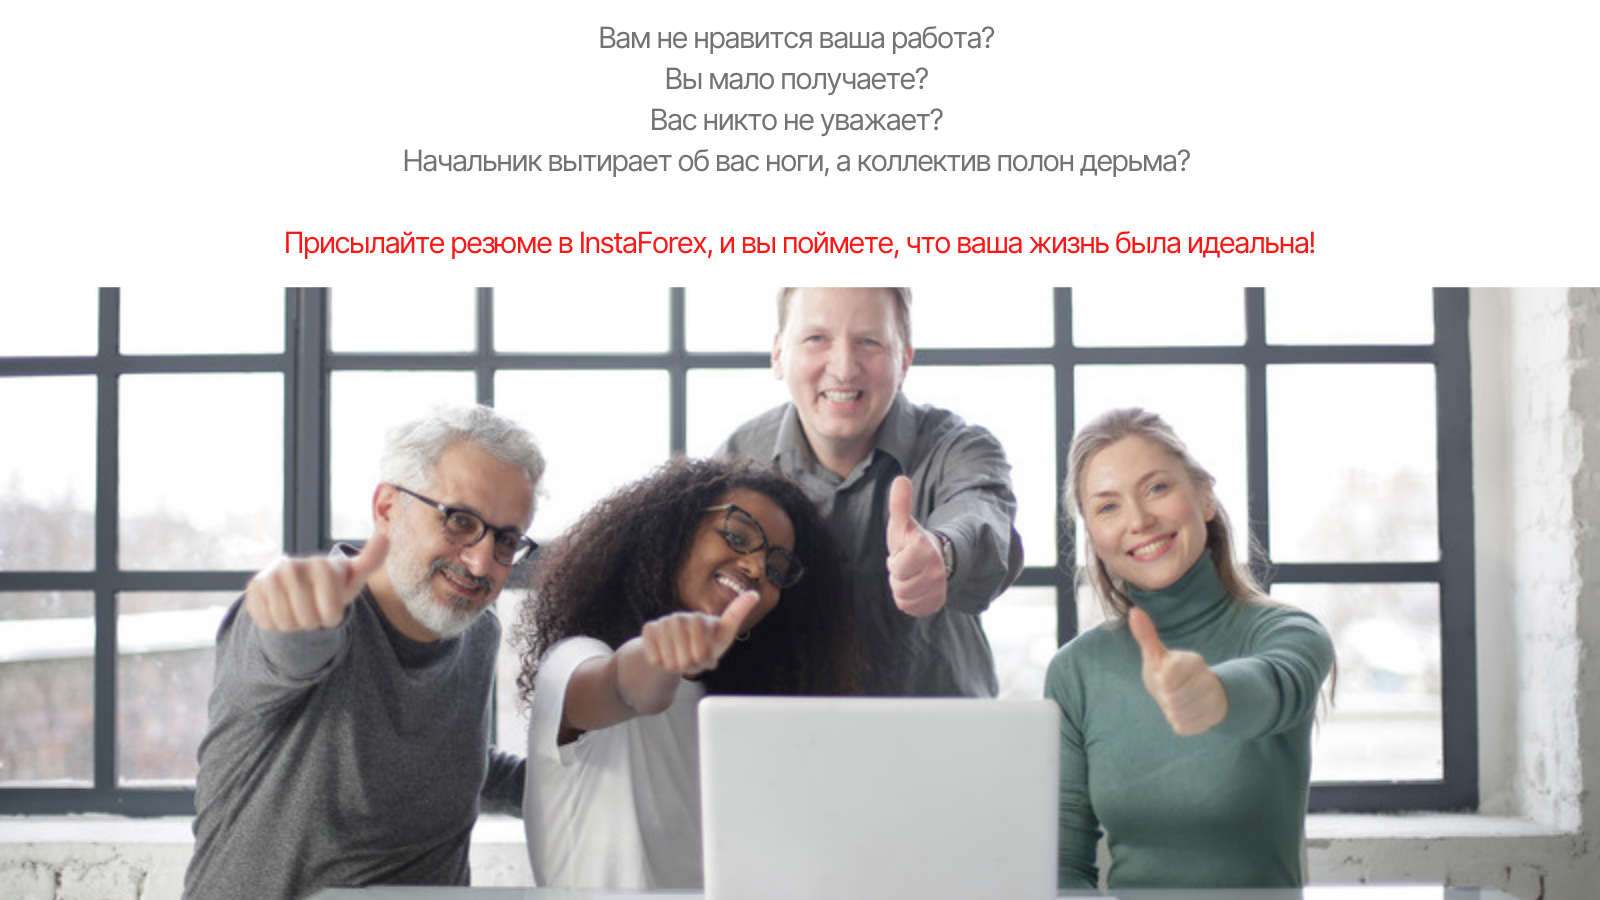 Вам не нравится ваша работа?
Вы мало получаете?
Вас никто не уважает?
Начальник вытирает об вас ноги, а коллектив полон дерьма?
Присылайте резюме в InstaForex, и вы поймете, что ваша жизнь была идеальна!